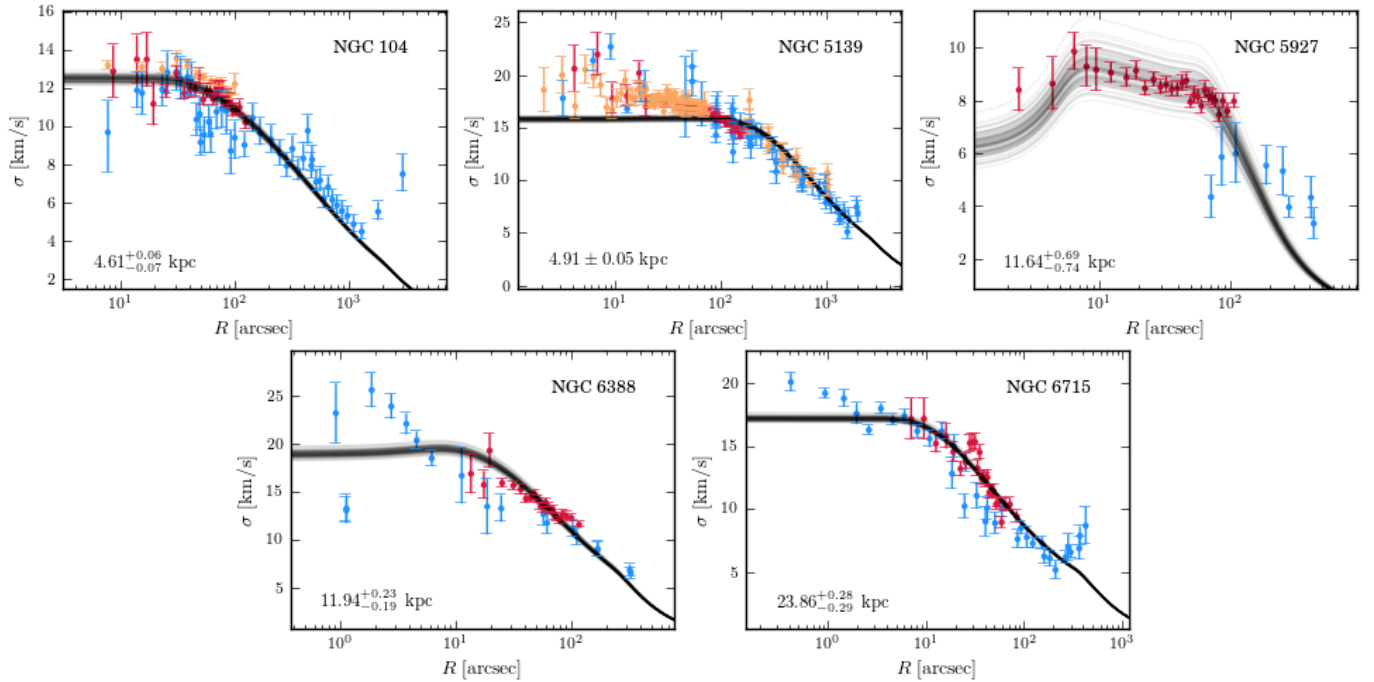 16
14
12
10
8
6
4
2
σ [km/s]
NGC 104
4.61+0.06−0.07 kpc
10¹ 10² 10³
R [arcsec]
25
20
15
10
5
0
σ [km/s]
NGC 5139
4.91 ± 0.05 kpc
10¹ 10² 10³
R [arcsec]
10
8
6
4
2
σ [km/s]
NGC 5927
11.64+0.69−0.74 kpc
10¹ 10²
R [arcsec]
25
20
15
10
5
σ [km/s]
NGC 6388
11.94+0.23−0.19 kpc
10⁰ 10¹ 10²
R [arcsec]
20
15
10
5
σ [km/s]
NGC 6715
23.86+0.28−0.29 kpc
10⁰ 10¹ 10² 10³
R [arcsec]